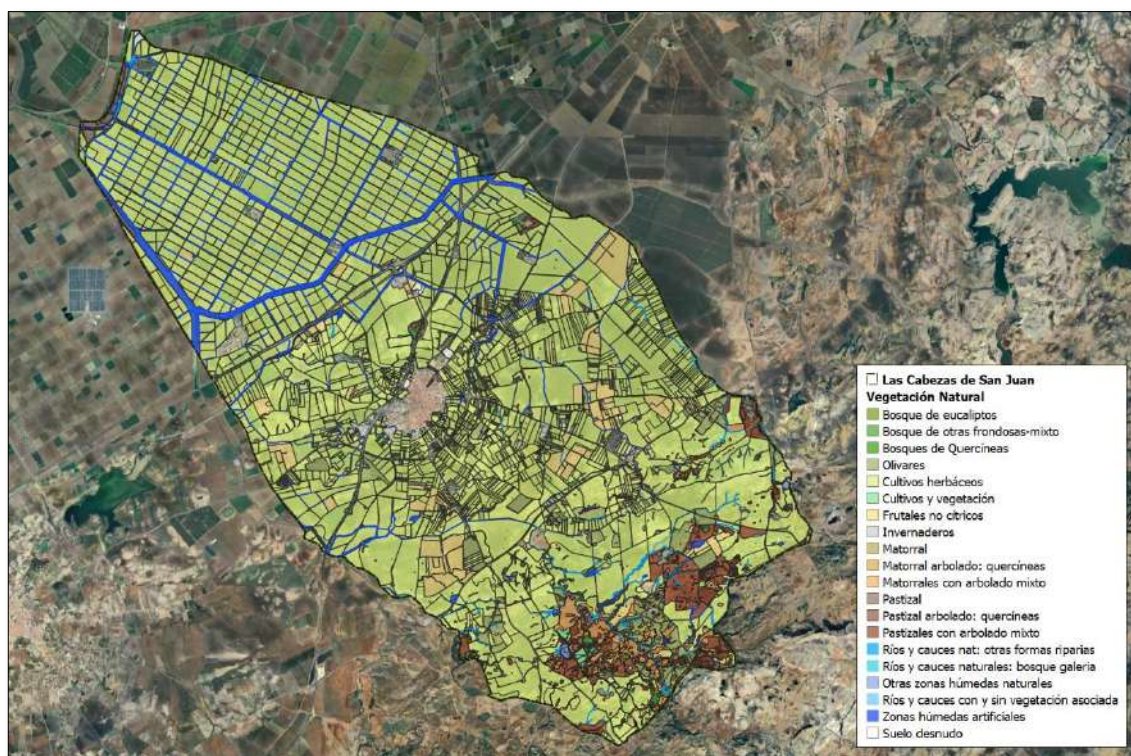 Las Cabezas de San Juan
Vegetación Natural
Bosque de eucaliptos
Bosque de otras frondosas-mixto
Bosques de Quercíneas
Olivares
Cultivos herbáceos
Cultivos y vegetación
Frutales no cítricos
Invernaderos
Matorral
Matorral arbolado: quercíneas
Matorrales con arbolado mixto
Pastizal
Pastizal arbolado: quercíneas
Pastizales con arbolado mixto
Ríos y cauces nat: otras formas riparias
Ríos y cauces naturales: bosque galeria
Otras zonas húmedas naturales
Ríos y cauces con y sin vegetación asociada
Zonas húmedas artificiales
Suelo desnudo